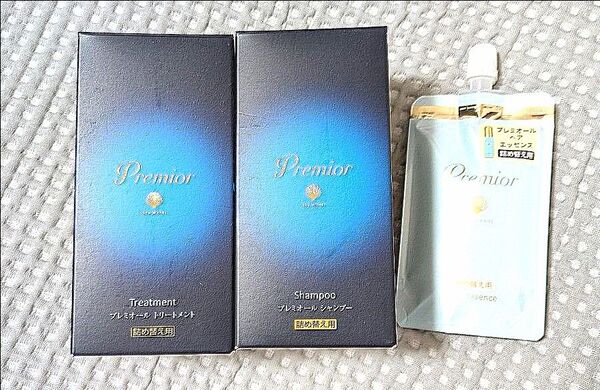 Premior
Treatment
プレミオール トリートメント
詰め替え用
Premior
Shampoo
プレミオール シャンプー
詰め替え用
プレミオール
ヘア
エッセンス
詰め替え用
Premior
詰め替え用